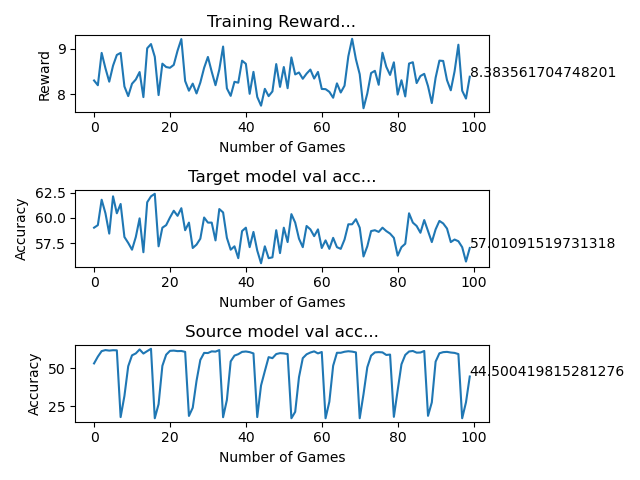 Training Reward...
Reward
9
8
8.383561704748201
0 20 40 60 80 100
Number of Games
Target model val acc...
Accuracy
62.5
60.0
57.5
57.01091519731318
0 20 40 60 80 100
Number of Games
Source model val acc...
Accuracy
50
25
44.500419815281276
0 20 40 60 80 100
Number of Games